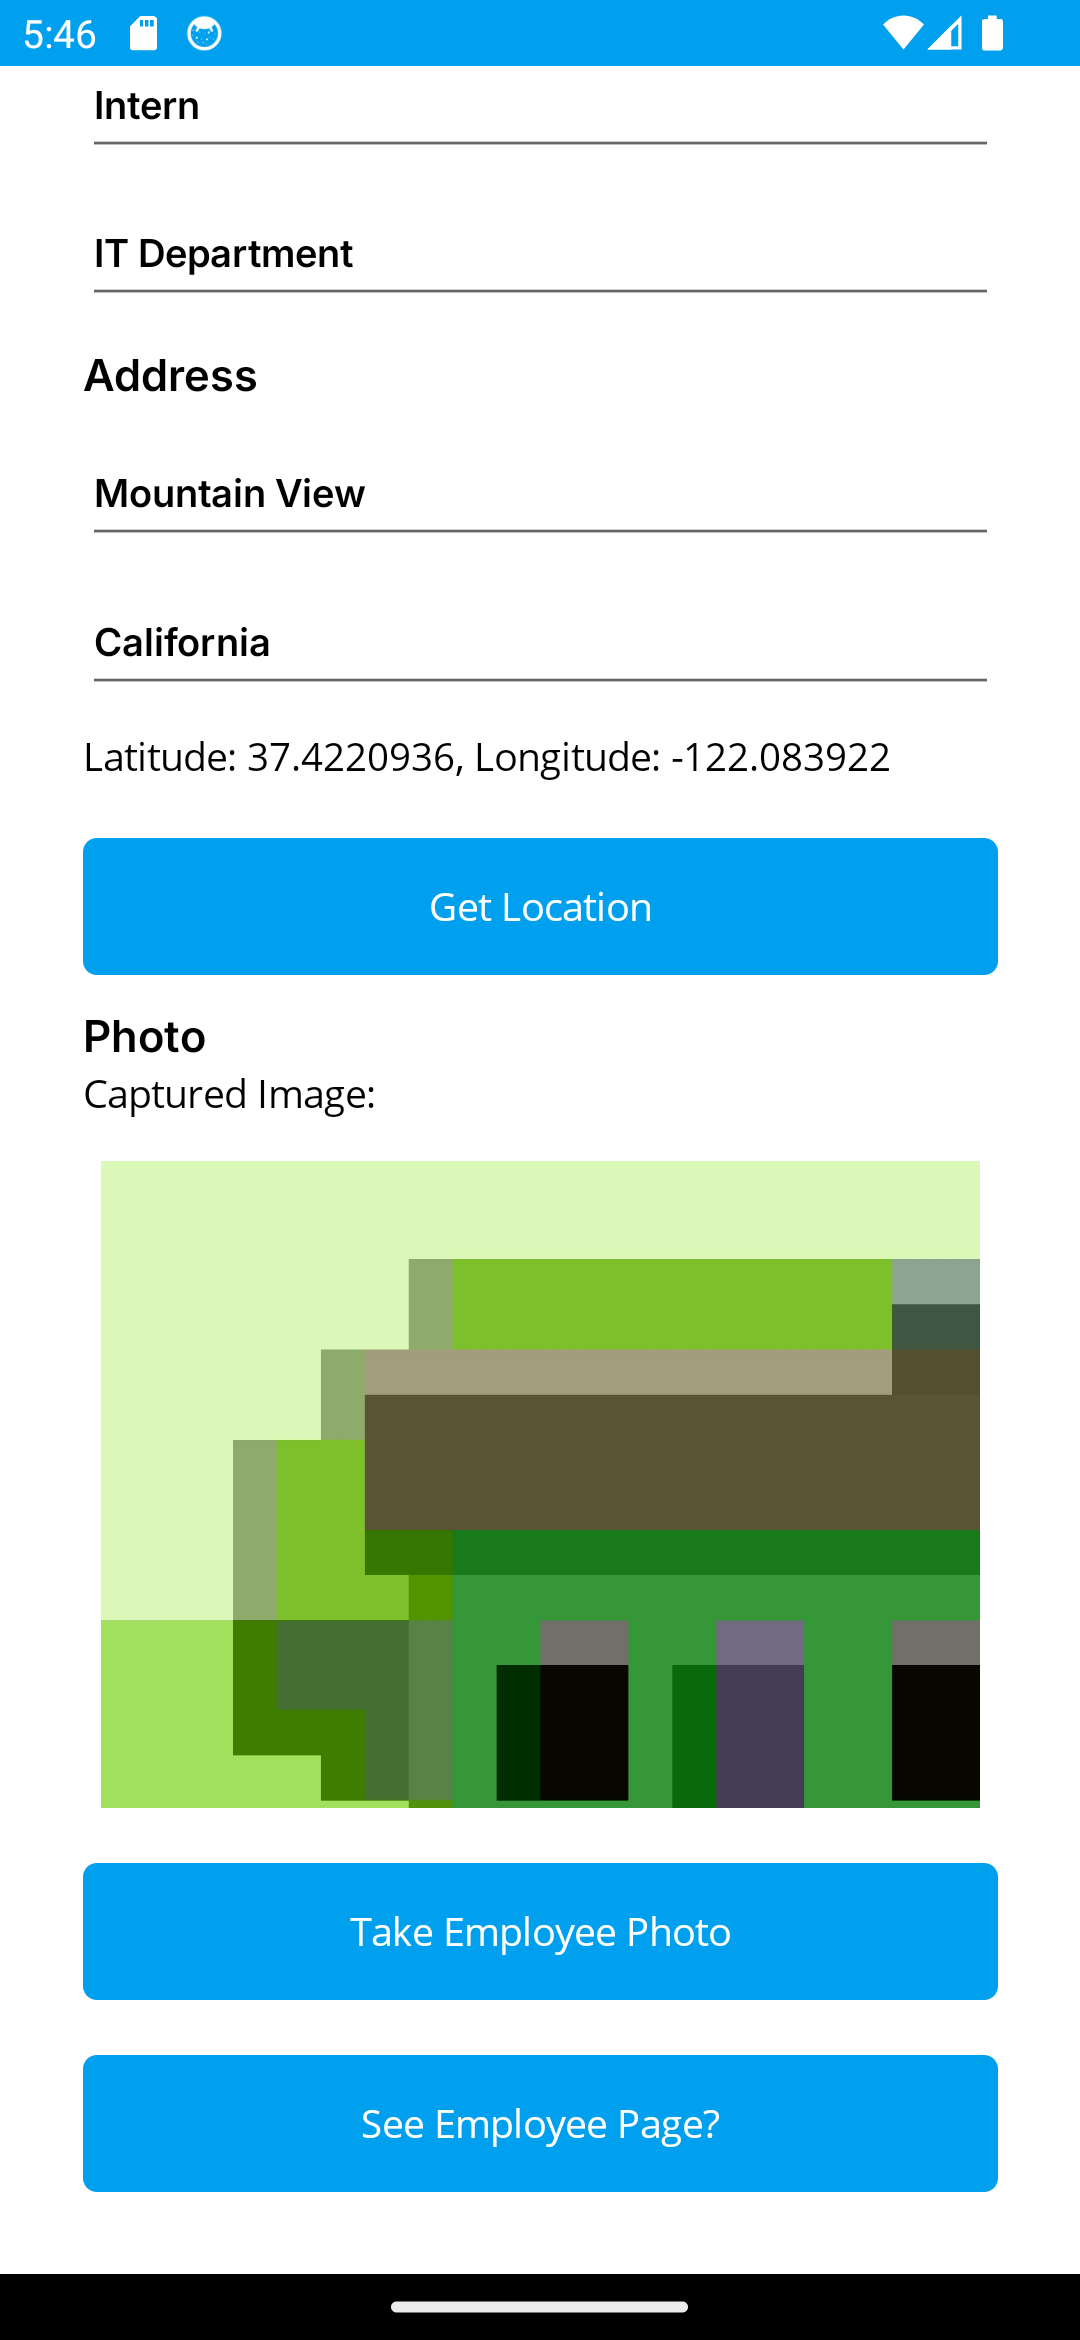 5:46
Intern
IT Department
Address
Mountain View
California
Latitude: 37.4220936, Longitude: -122.083922
Get Location
Photo
Captured Image:
Take Employee Photo
See Employee Page?